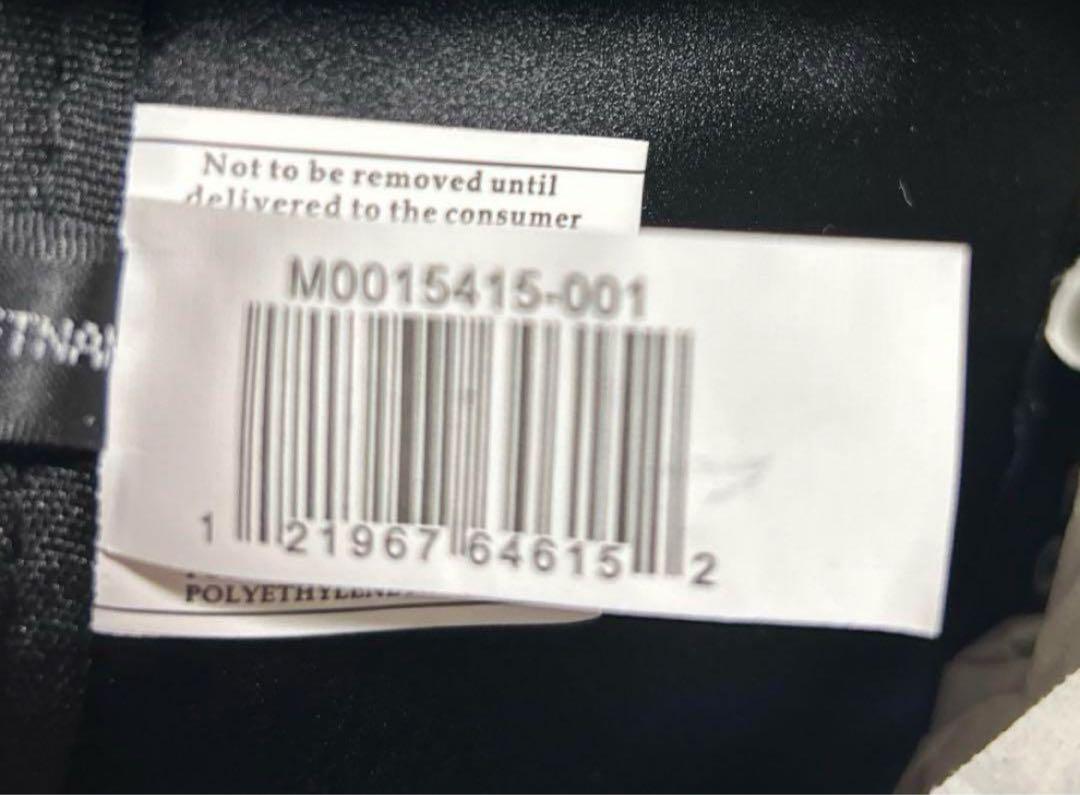 Not to be removed until
delivered to the consumer
M0015415-001
1 21967 64615 2